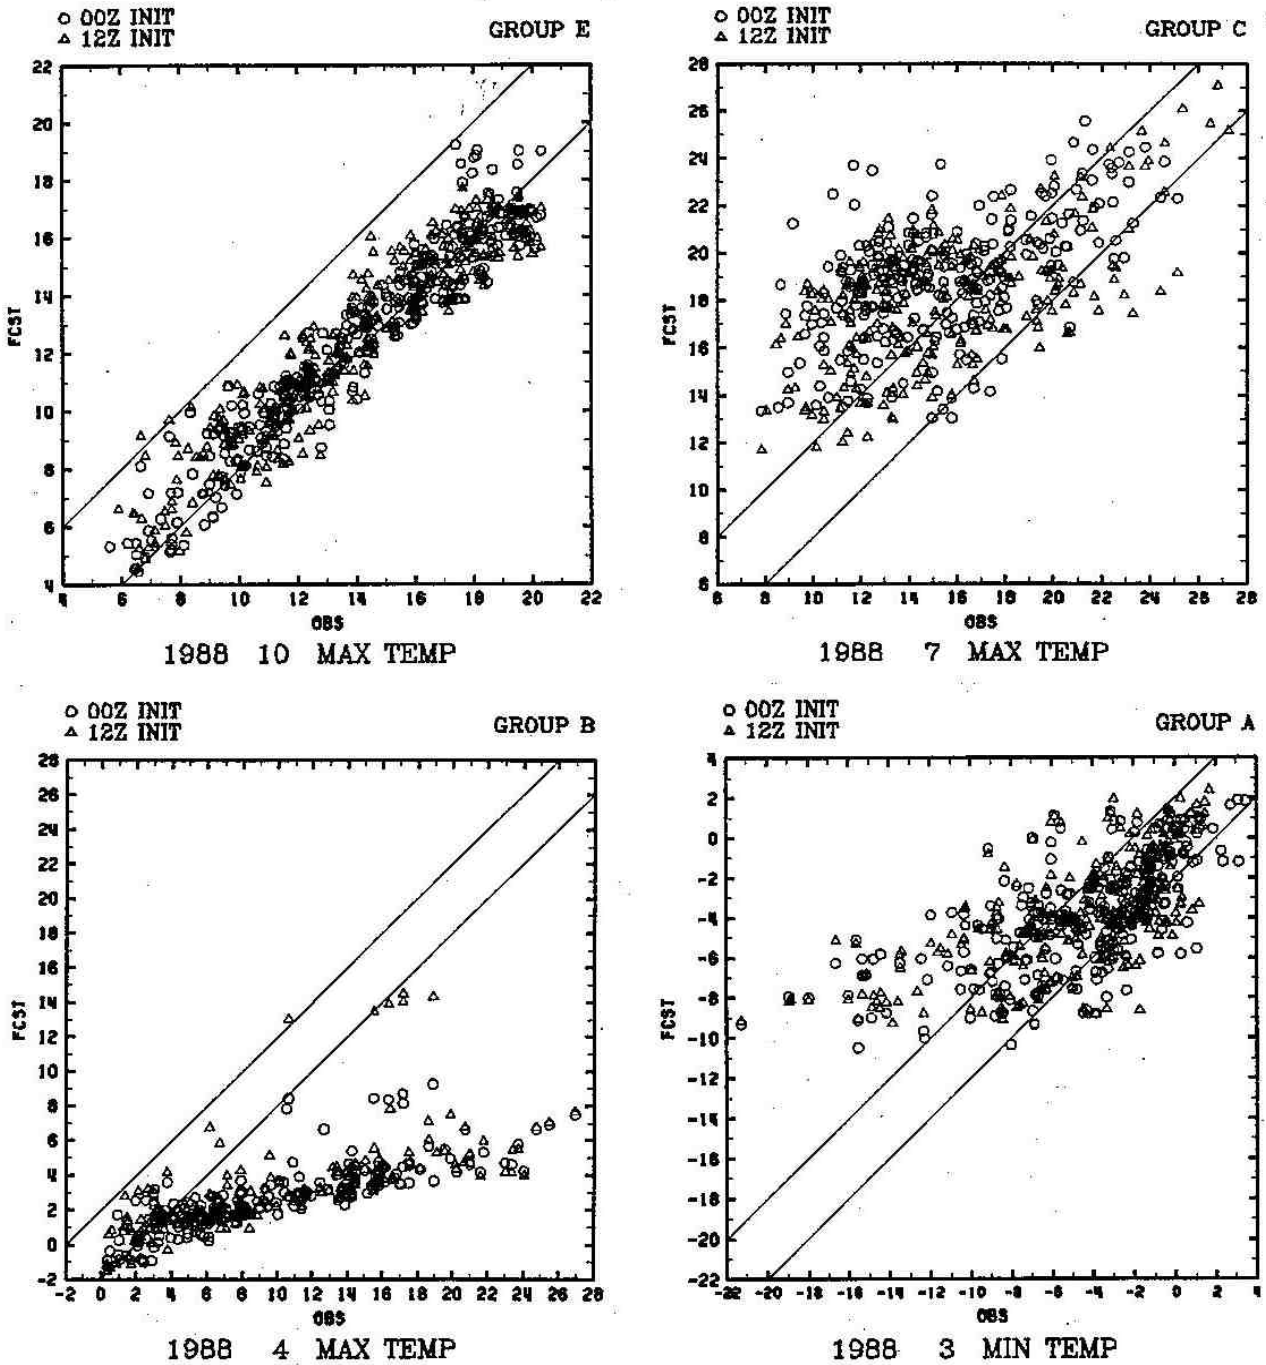 ○ 00Z INIT
△ 12Z INIT
GROUP E
22
20
18
16
14
12
10
8
6
4
FCST
4 6 8 10 12 14 16 18 20 22
OBS
1988 10 MAX TEMP
○ 00Z INIT
△ 12Z INIT
GROUP C
28
26
24
22
20
18
16
14
12
10
8
6
FCST
6 8 10 12 14 16 18 20 22 24 26 28
OBS
1988 7 MAX TEMP
○ 00Z INIT
△ 12Z INIT
GROUP B
28
26
24
22
20
18
16
14
12
10
8
6
4
2
0
-2
FCST
-2 0 2 4 6 8 10 12 14 16 18 20 22 24 26 28
OBS
1988 4 MAX TEMP
○ 00Z INIT
△ 12Z INIT
GROUP A
4
2
0
-2
-4
-6
-8
-10
-12
-14
-16
-18
-20
-22
FCST
-22 -20 -18 -16 -14 -12 -10 -8 -6 -4 -2 0 2 4
OBS
1988 3 MIN TEMP